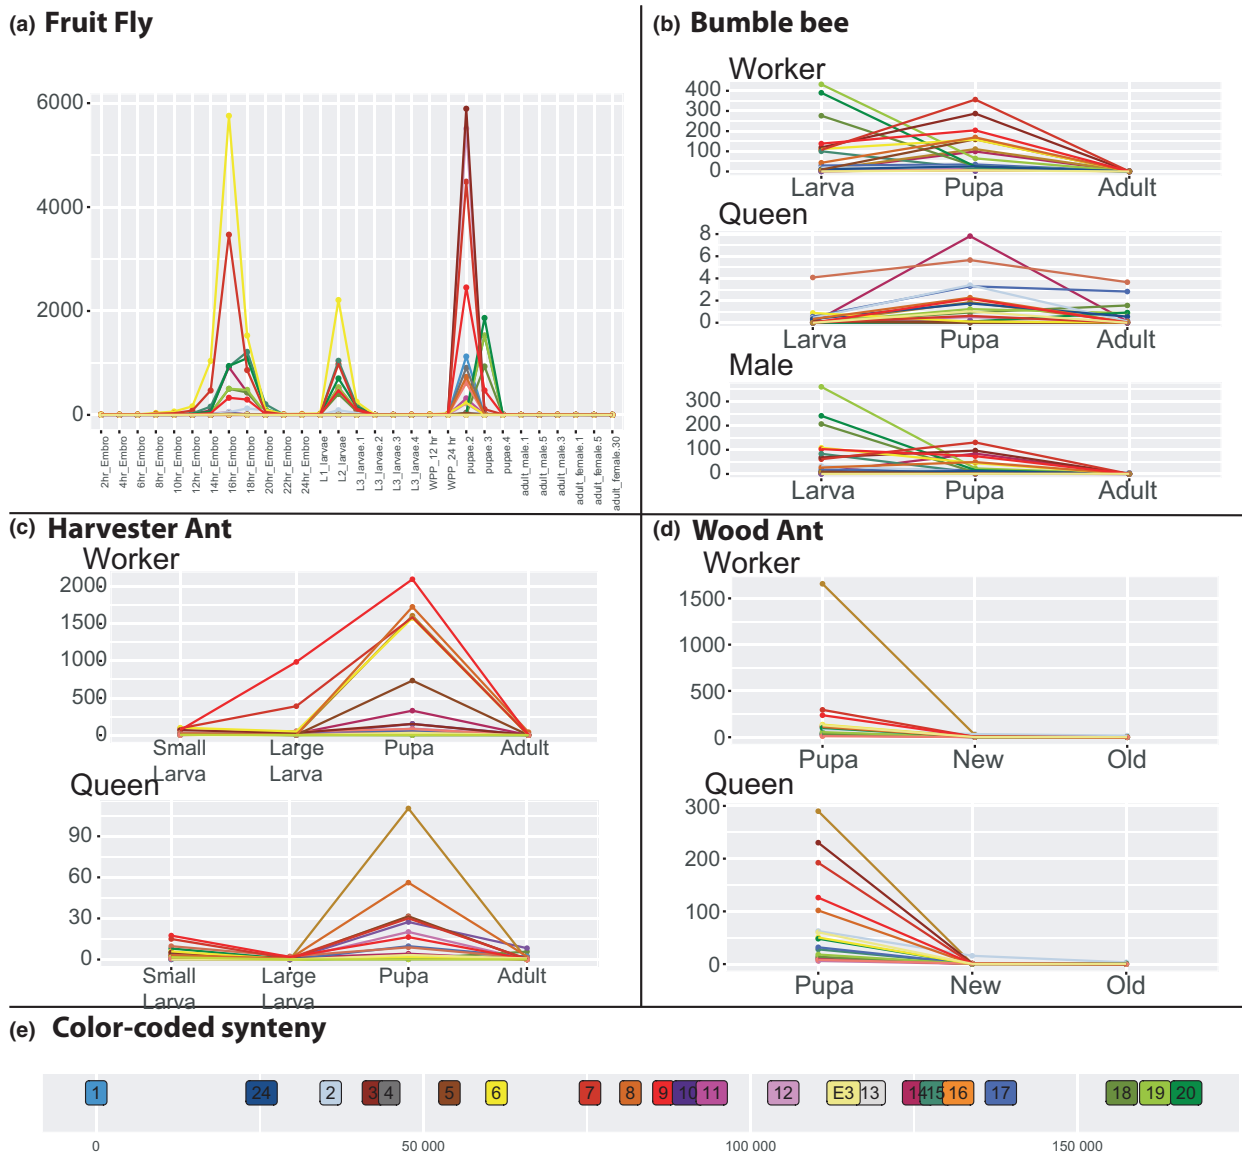 (a) Fruit Fly
6000
4000
2000
0
2hr_Embro
4hr_Embro
6hr_Embro
8hr_Embro
10hr_Embro
12hr_Embro
14hr_Embro
16hr_Embro
18hr_Embro
20hr_Embro
22hr_Embro
24hr_Embro
L1_larvae
L2_larvae
L3_larvae.1
L3_larvae.2
L3_larvae.3
L3_larvae.4
WPP_12 hr
WPP_24 hr
pupae.2
pupae.3
pupae.4
adult_male.1
adult_male.5
adult_male.3
adult_female.1
adult_female.5
adult_female.30
(b) Bumble bee
Worker
400
300
200
100
0
Larva Pupa Adult
Queen
8
6
4
2
0
Larva Pupa Adult
Male
300
200
100
0
Larva Pupa Adult
(c) Harvester Ant
Worker
2000
1500
1000
500
0
Small Large Pupa Adult
Larva Larva
Queen
90
60
30
0
Small Large Pupa Adult
Larva Larva
(d) Wood Ant
Worker
1500
1000
500
0
Pupa New Old
Queen
300
200
100
0
Pupa New Old
(e) Color-coded synteny
1 24 2 3 4 5 6 7 8 9 10 11 12 E3 13 14 15 16 17 18 19 20
0 50 000 100 000 150 000